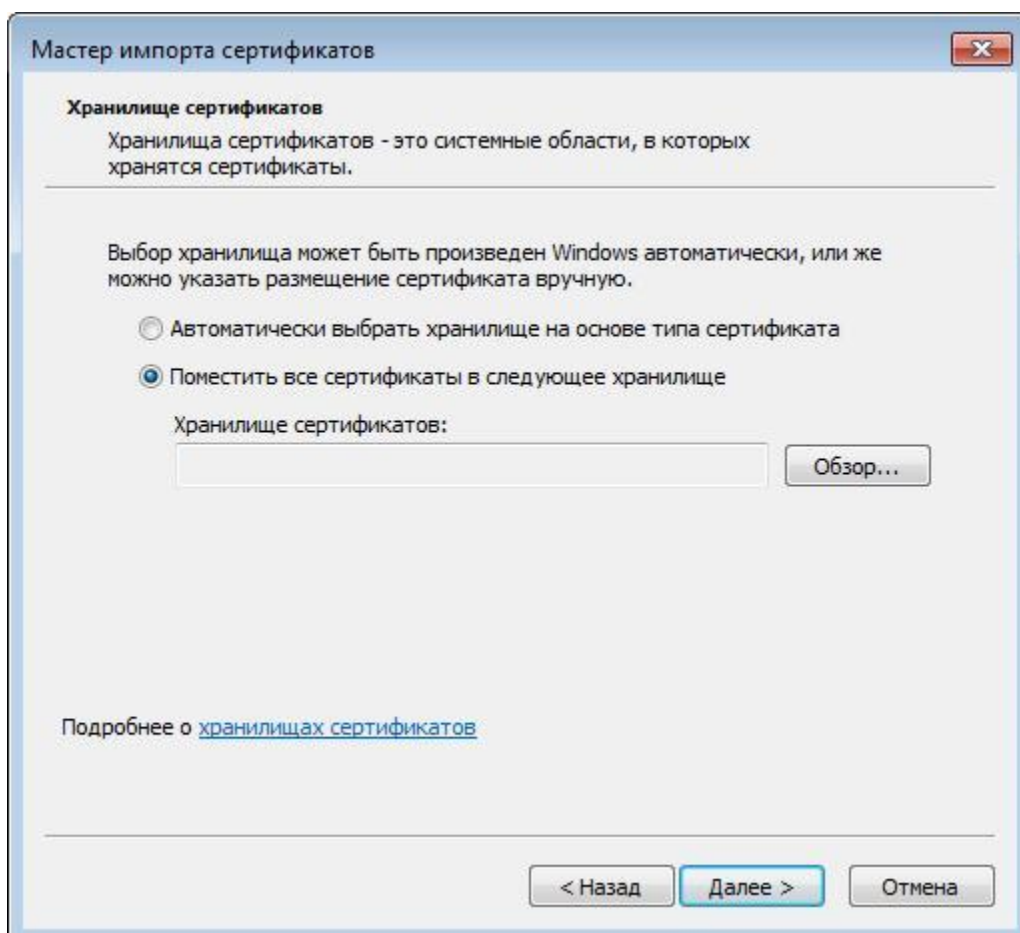 Мастер импорта сертификатов
Хранилище сертификатов
Хранилища сертификатов - это системные области, в которых
хранятся сертификаты.
Выбор хранилища может быть произведен Windows автоматически, или же
можно указать размещение сертификата вручную.
Автоматически выбрать хранилище на основе типа сертификата
Поместить все сертификаты в следующее хранилище
Хранилище сертификатов:
Обзор...
Подробнее о хранилищах сертификатов
< Назад
Далее >
Отмена